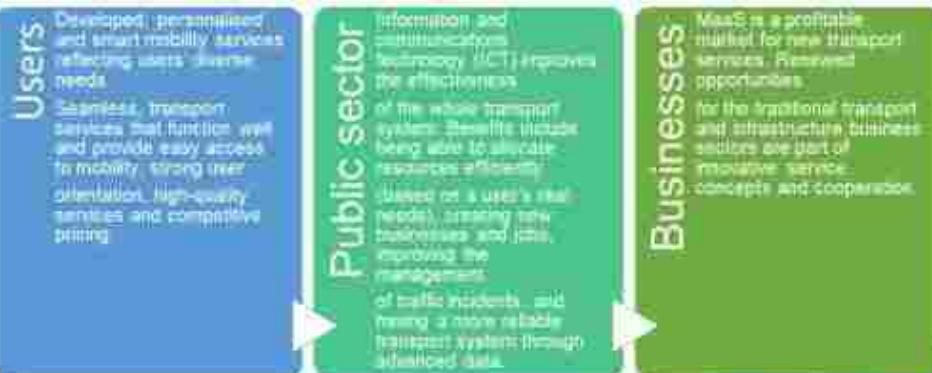 Users
Developed, personalised
and smart mobility services
reflecting users' diverse
needs
Seamless, transport
services that function well
and provide easy access
to mobility, strong user
orientation, high-quality
services and competitive
pricing.
Public sector
Information and
communications
technology (ICT) improves
the effectiveness
of the whole transport
system. Benefits include
being able to allocate
resources efficiently
(based on a user's real
needs), creating new
businesses and jobs,
improving the
management
of traffic incidents, and
having a more reliable
transport system through
advanced data.
Businesses
MaaS is a profitable
market for new transport
services. Renewed
opportunities
for the traditional transport
and infrastructure business
sectors are part of
innovative service
concepts and cooperation.